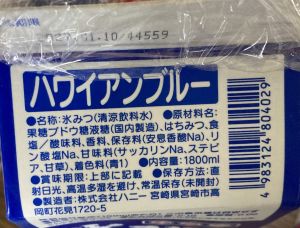 .10/44559
ハワイアンブルー
●名称:氷みつ(清涼飲料水) ●原材料名:
果糖ブドウ糖液糖(国内製造)、はちみつ、食
塩/酸味料、香料、保存料(安息香酸Na)、リ
ン酸塩Na、甘味料(サッカリンNa、ステビ
ア、甘草)、着色料(青1) ●内容量:1800ml
●賞味期限:上部に記載 ●保存方法:直
射日光、高温多湿を避け、常温保存(未開封)
●製造者:株式会社ハニー 宮崎県宮崎市高
岡町花見1720-5
4983124804029